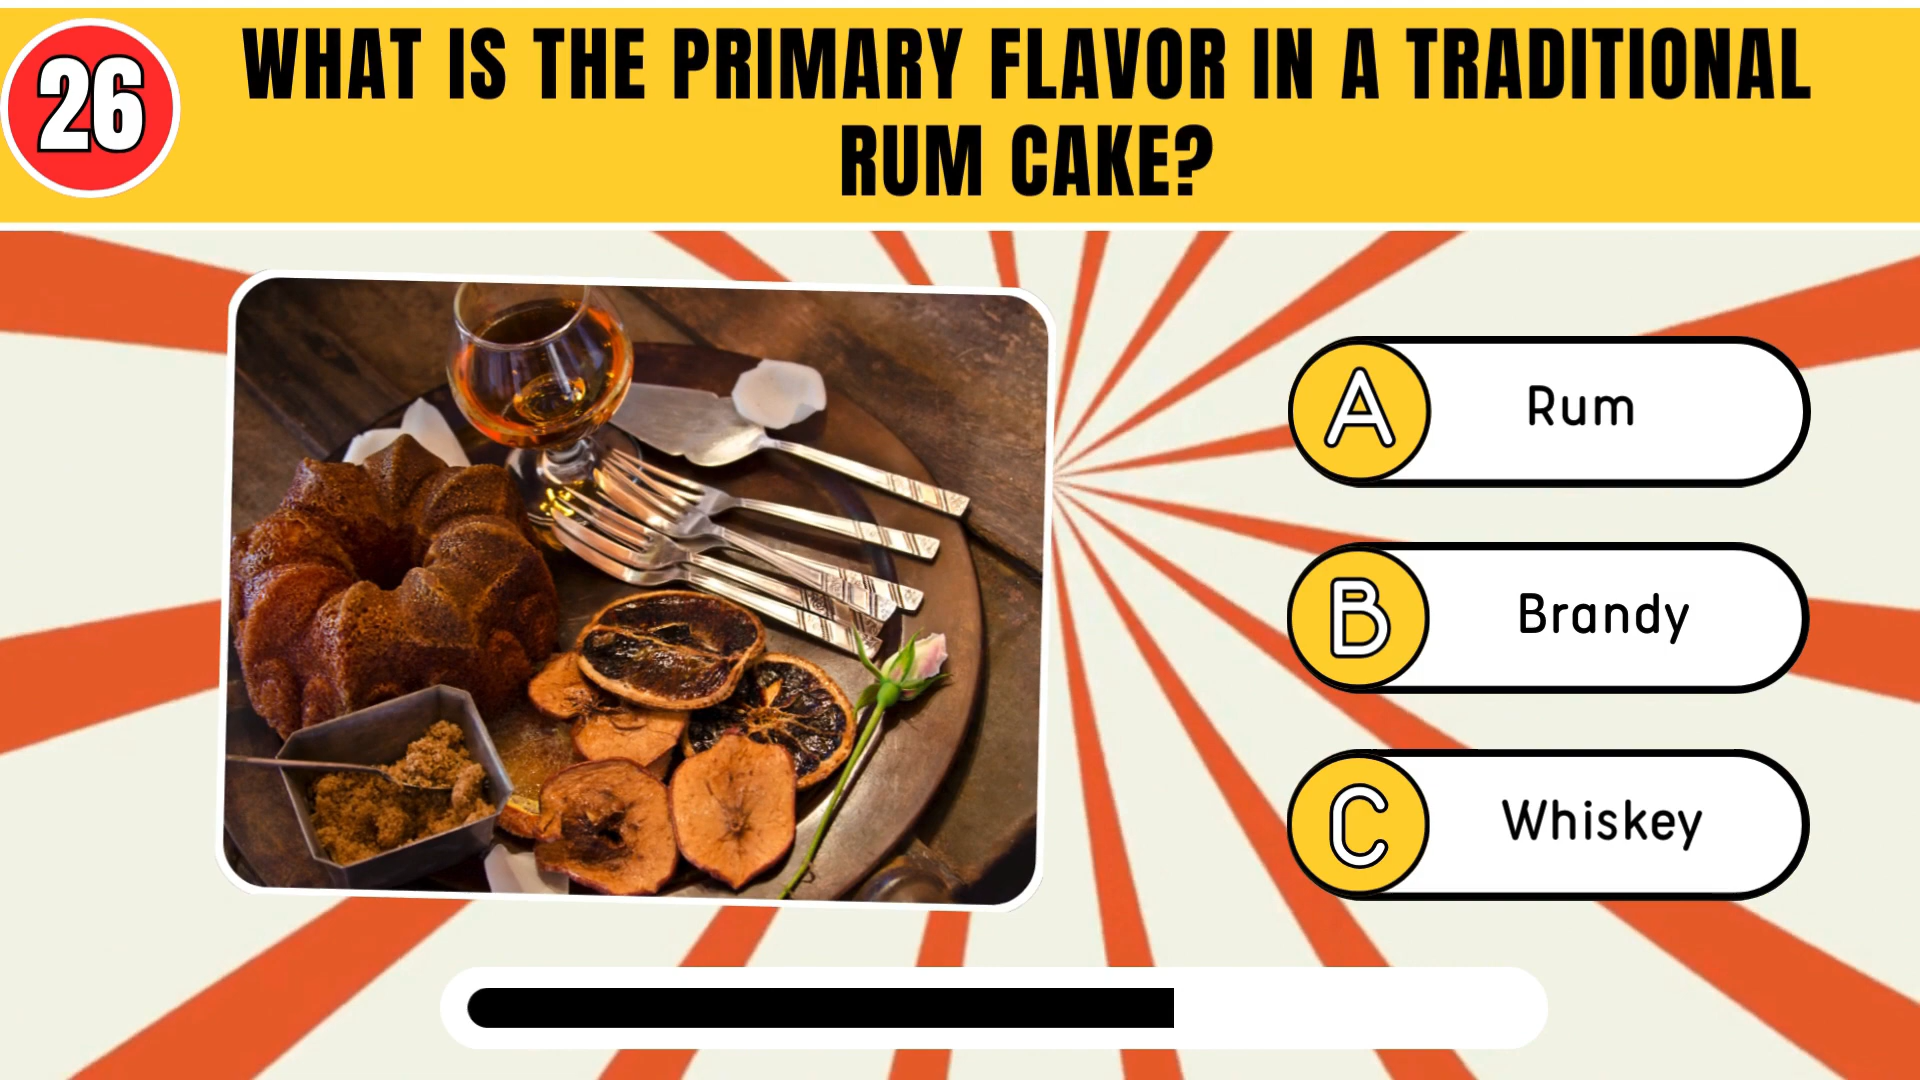 26
WHAT IS THE PRIMARY FLAVOR IN A TRADITIONAL
RUM CAKE?
A Rum
B Brandy
C Whiskey